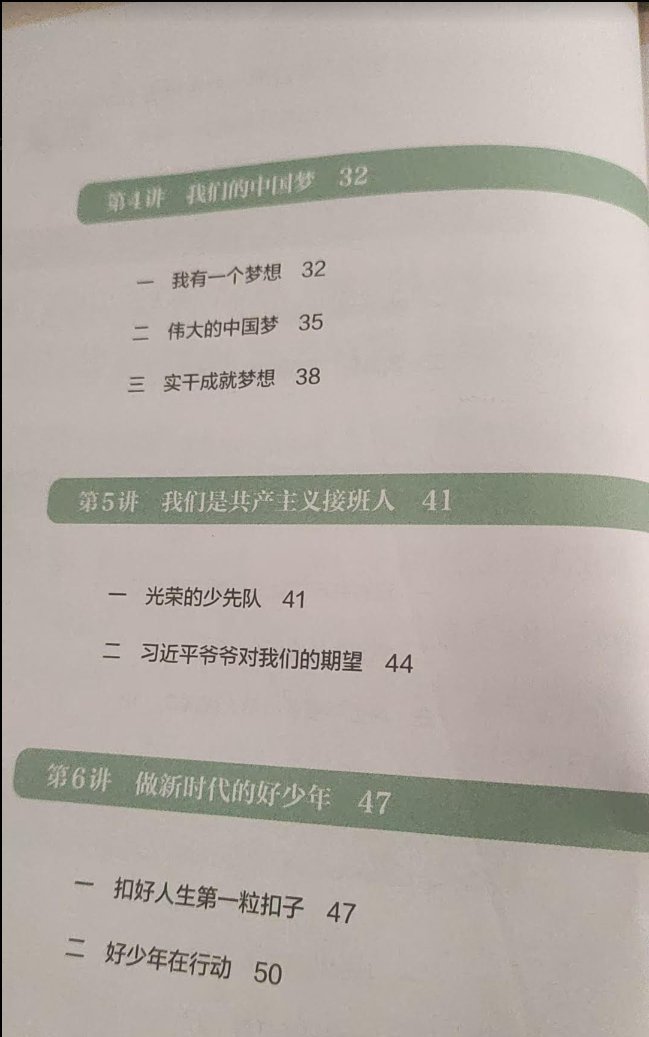 第4讲 我们的中国梦 32
一 我有一个梦想 32
二 伟大的中国梦 35
三 实干成就梦想 38
第5讲 我们是共产主义接班人 41
一 光荣的少先队 41
二 习近平爷爷对我们的期望 44
第6讲 做新时代的好少年 47
一 扣好人生第一粒扣子 47
二 好少年在行动 50